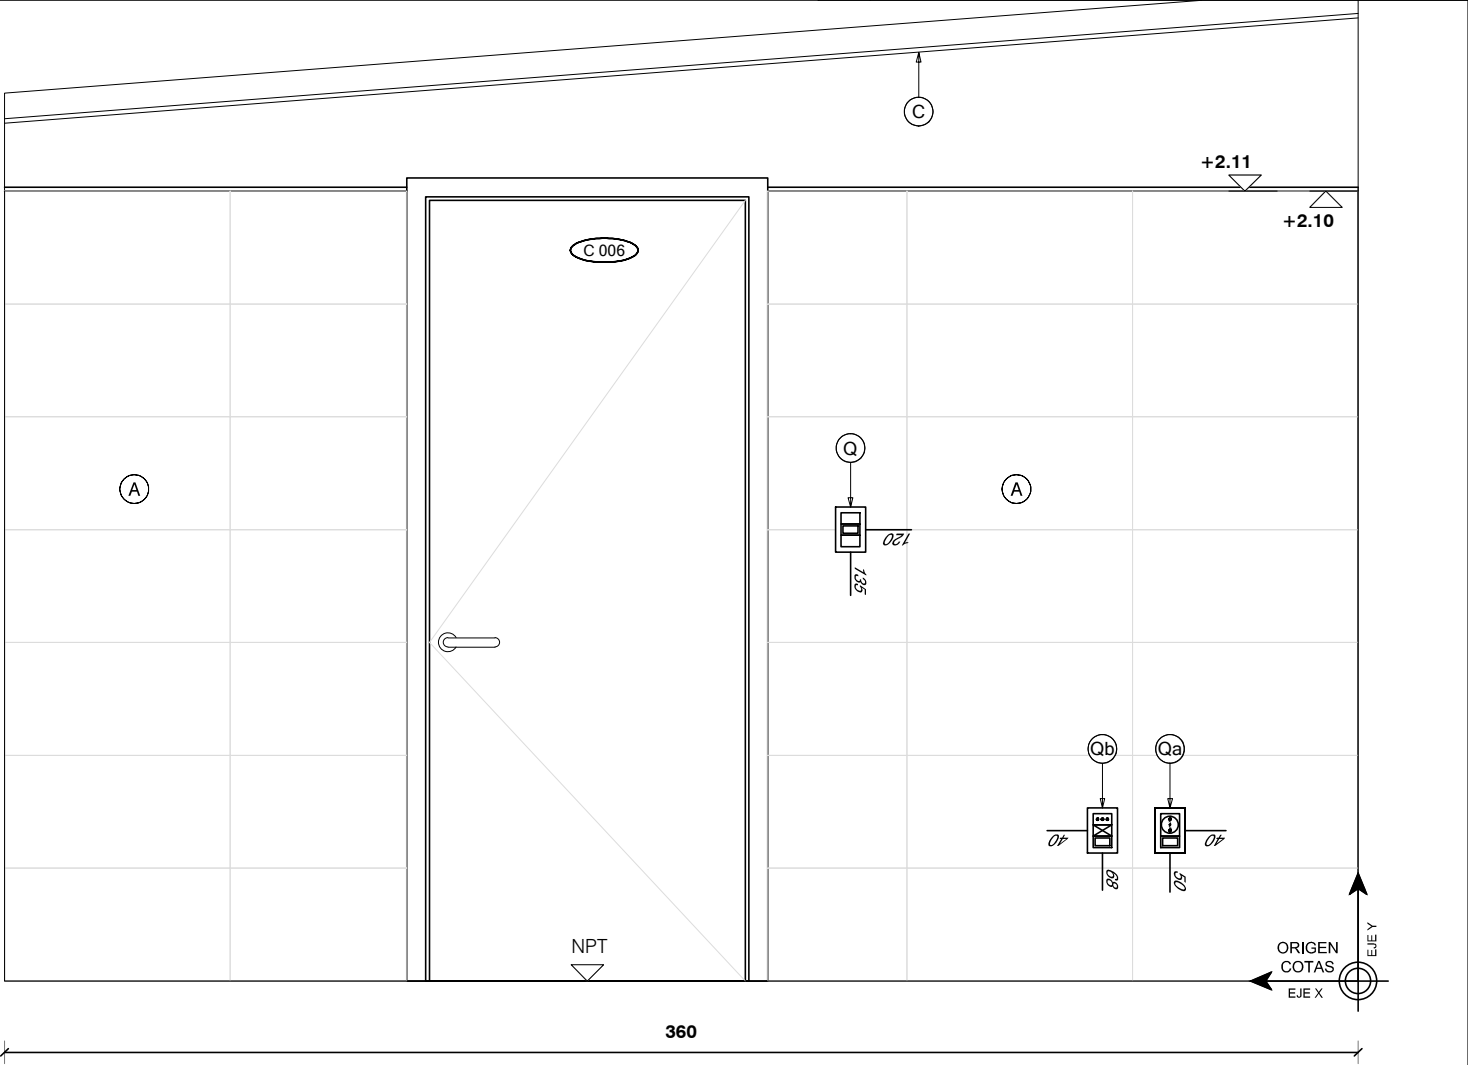 C
+2.11
+2.10
C 006
Q
A
A
120
135
Qb
Qa
40
40
68
50
NPT
ORIGEN
COTAS
EJE Y
EJE X
360